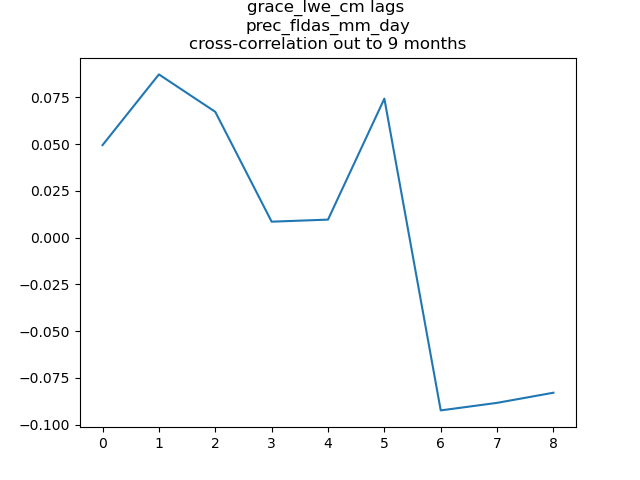 grace_lwe_cm lags
prec_fldas_mm_day
cross-correlation out to 9 months
0.075
0.050
0.025
0.000
−0.025
−0.050
−0.075
−0.100
0 1 2 3 4 5 6 7 8